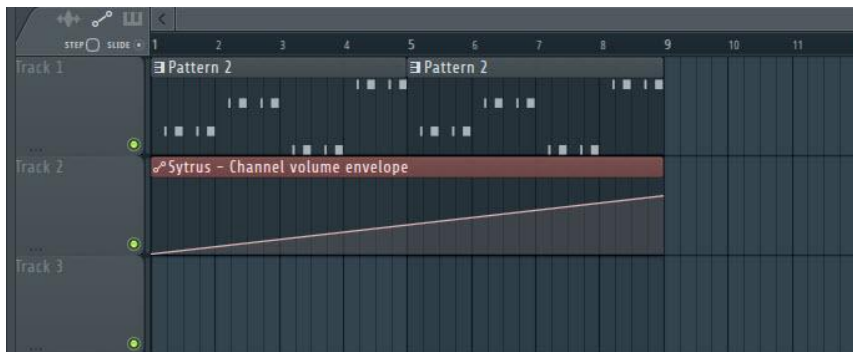 <
STEP SLIDE 1 2 3 4 5 6 7 8 9 10 11
Track 1 Pattern 2 Pattern 2
...
Track 2 Sytrus - Channel volume envelope
...
Track 3
...